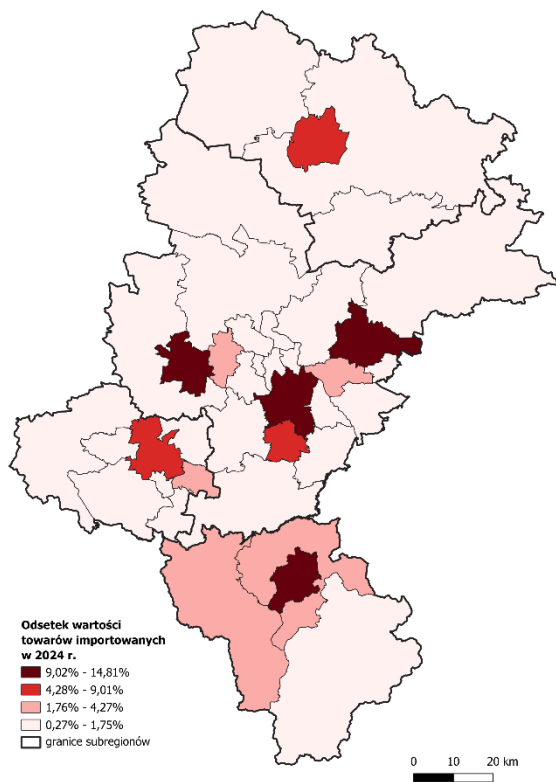 Odsetek wartości
towarów importowanych
w 2024 r.
9,02% - 14,81%
4,28% - 9,01%
1,76% - 4,27%
0,27% - 1,75%
granice subregionów
0 10 20 km